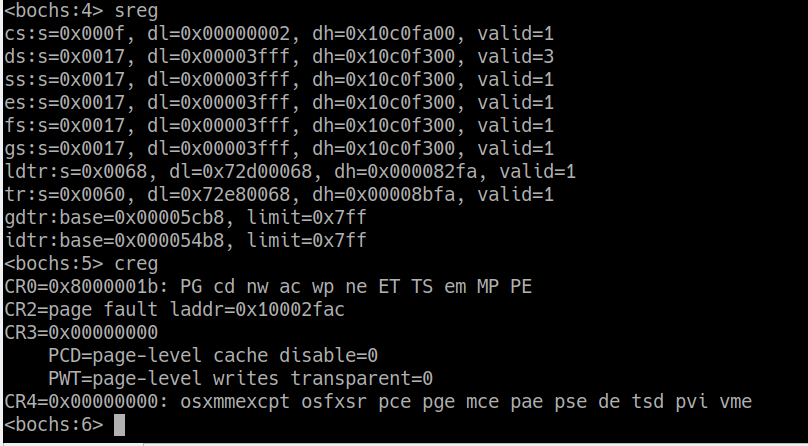 <bochs:4> sreg
cs:s=0x000f, dl=0x00000002, dh=0x10c0fa00, valid=1
ds:s=0x0017, dl=0x00003fff, dh=0x10c0f300, valid=3
ss:s=0x0017, dl=0x00003fff, dh=0x10c0f300, valid=1
es:s=0x0017, dl=0x00003fff, dh=0x10c0f300, valid=1
fs:s=0x0017, dl=0x00003fff, dh=0x10c0f300, valid=1
gs:s=0x0017, dl=0x00003fff, dh=0x10c0f300, valid=1
ldtr:s=0x0068, dl=0x72d00068, dh=0x000082fa, valid=1
tr:s=0x0060, dl=0x72e80068, dh=0x00008bfa, valid=1
gdtr:base=0x00005cb8, limit=0x7ff
idtr:base=0x000054b8, limit=0x7ff
<bochs:5> creg
CR0=0x8000001b: PG cd nw ac wp ne ET TS em MP PE
CR2=page fault laddr=0x10002fac
CR3=0x00000000
    PCD=page-level cache disable=0
    PWT=page-level writes transparent=0
CR4=0x00000000: osxmmexcpt osfxsr pce pge mce pae pse de tsd pvi vme
<bochs:6>